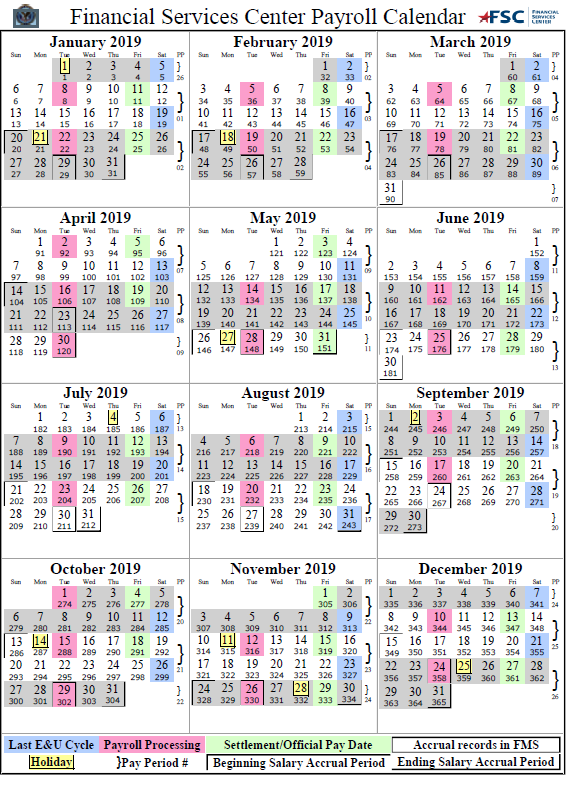 Financial Services Center Payroll Calendar
AFSC FINANCIAL SERVICES CENTER
January 2019
Sun Mon Tue Wed Thu Fri Sat PP
1 2 3 4 5 }
1 2 3 4 5 26
6 7 8 9 10 11 12
6 7 8 9 10 11 12 }
13 14 15 16 17 18 19
13 14 15 16 17 18 19 01
20 21 22 23 24 25 26
20 21 22 23 24 25 26 }
27 28 29 30 31
27 28 29 30 31 02
February 2019
Sun Mon Tue Wed Thu Fri Sat PP
1 2 }
32 33 02
3 4 5 6 7 8 9
34 35 36 37 38 39 40 }
10 11 12 13 14 15 16
41 42 43 44 45 46 47 03
17 18 19 20 21 22 23
48 49 50 51 52 53 54 }
24 25 26 27 28
55 56 57 58 59 04
March 2019
Sun Mon Tue Wed Thu Fri Sat PP
1 2 }
60 61 04
3 4 5 6 7 8 9
62 63 64 65 66 67 68 }
10 11 12 13 14 15 16
69 70 71 72 73 74 75 05
17 18 19 20 21 22 23
76 77 78 79 80 81 82 }
24 25 26 27 28 29 30
83 84 85 86 87 88 89 06
31 }
90 07
April 2019
Sun Mon Tue Wed Thu Fri Sat PP
1 2 3 4 5 6
91 92 93 94 95 96 }
7 8 9 10 11 12 13
97 98 99 100 101 102 103 07
14 15 16 17 18 19 20
104 105 106 107 108 109 110 }
21 22 23 24 25 26 27
111 112 113 114 115 116 117 08
28 29 30 }
118 119 120 09
May 2019
Sun Mon Tue Wed Thu Fri Sat PP
1 2 3 4
121 122 123 124 }
5 6 7 8 9 10 11
125 126 127 128 129 130 131 09
12 13 14 15 16 17 18
132 133 134 135 136 137 138 }
19 20 21 22 23 24 25
139 140 141 142 143 144 145 10
26 27 28 29 30 31 }
146 147 148 149 150 151 11
June 2019
Sun Mon Tue Wed Thu Fri Sat PP
1
152 }
2 3 4 5 6 7 8
153 154 155 156 157 158 159 11
9 10 11 12 13 14 15
160 161 162 163 164 165 166 }
16 17 18 19 20 21 22
167 168 169 170 171 172 173 12
23 24 25 26 27 28 29
174 175 176 177 178 179 180 }
30
181 13
July 2019
Sun Mon Tue Wed Thu Fri Sat PP
1 2 3 4 5 6 }
182 183 184 185 186 187 13
7 8 9 10 11 12 13
188 189 190 191 192 193 194 }
14 15 16 17 18 19 20
195 196 197 198 199 200 201 14
21 22 23 24 25 26 27
202 203 204 205 206 207 208 }
28 29 30 31
209 210 211 212 15
August 2019
Sun Mon Tue Wed Thu Fri Sat PP
1 2 3 }
213 214 215 15
4 5 6 7 8 9 10
216 217 218 219 220 221 222 }
11 12 13 14 15 16 17
223 224 225 226 227 228 229 16
18 19 20 21 22 23 24
230 231 232 233 234 235 236 }
25 26 27 28 29 30 31
237 238 239 240 241 242 243 17
September 2019
Sun Mon Tue Wed Thu Fri Sat PP
1 2 3 4 5 6 7
244 245 246 247 248 249 250 }
8 9 10 11 12 13 14
251 252 253 254 255 256 257 18
15 16 17 18 19 20 21
258 259 260 261 262 263 264 }
22 23 24 25 26 27 28
265 266 267 268 269 270 271 19
29 30 }
272 273 20
October 2019
Sun Mon Tue Wed Thu Fri Sat PP
1 2 3 4 5
274 275 276 277 278 }
6 7 8 9 10 11 12
279 280 281 282 283 284 285
13 14 15 16 17 18 19
286 287 288 289 290 291 292 }
20 21 22 23 24 25 26
293 294 295 296 297 298 299 21
27 28 29 30 31 }
300 301 302 303 304 22
November 2019
Sun Mon Tue Wed Thu Fri Sat PP
1 2
305 306 }
3 4 5 6 7 8 9
307 308 309 310 311 312 313 22
10 11 12 13 14 15 16
314 315 316 317 318 319 320 }
17 18 19 20 21 22 23
321 322 323 324 325 326 327 23
24 25 26 27 28 29 30 }
328 329 330 331 332 333 334 24
December 2019
Sun Mon Tue Wed Thu Fri Sat PP
1 2 3 4 5 6 7 }
335 336 337 338 339 340 341 24
8 9 10 11 12 13 14
342 343 344 345 346 347 348 }
15 16 17 18 19 20 21
349 350 351 352 353 354 355 25
22 23 24 25 26 27 28
356 357 358 359 360 361 362 }
29 30 31
363 364 365 26
Last E&U Cycle Payroll Processing Settlement/Official Pay Date Accrual records in FMS
Holiday }Pay Period # Beginning Salary Accrual Period Ending Salary Accrual Period